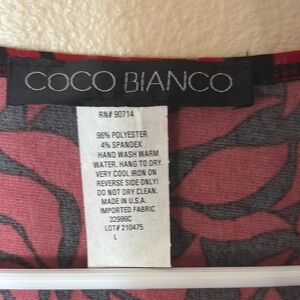 COCO BIANCO
RN# 90714
96% POLYESTER
4% SPANDEX
HAND WASH WARM
WATER. HANG TO DRY.
VERY COOL IRON ON
REVERSE SIDE ONLY!
DO NOT DRY CLEAN.
MADE IN U.S.A.
IMPORTED FABRIC
32999C
LOT# 210475
L